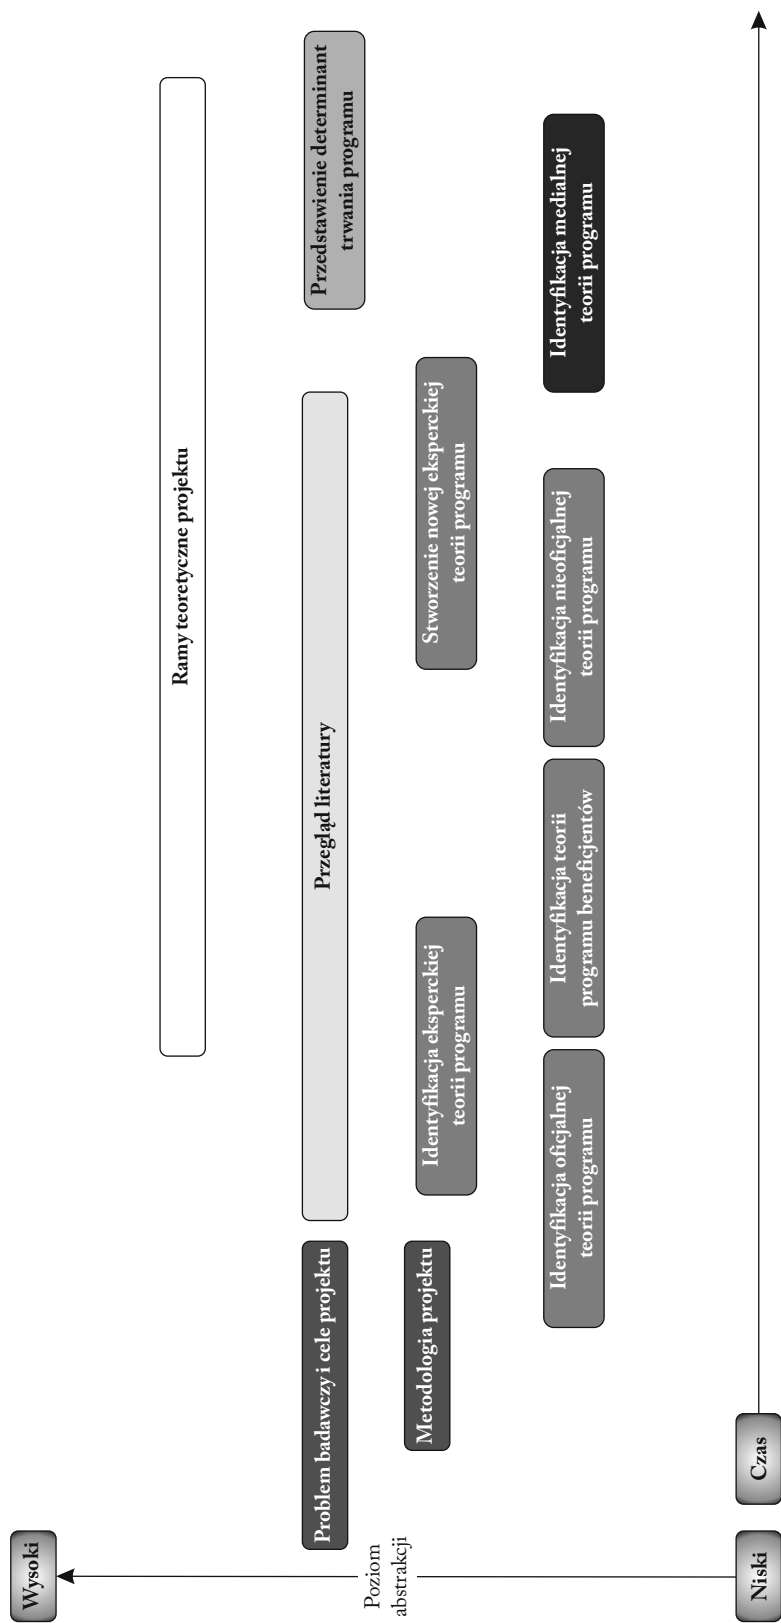 Wysoki
Ramy teoretyczne projektu
Problem badawczy i cele projektu
Przegląd literatury
Przedstawienie determinant
trwania programu
Poziom
abstrakcji
Metodologia projektu
Identyfikacja eksperckiej
teorii programu
Stworzenie nowej eksperckiej
teorii programu
Identyfikacja oficjalnej
teorii programu
Identyfikacja teorii
programu beneficjentów
Identyfikacja nieoficjalnej
teorii programu
Identyfikacja medialnej
teorii programu
Niski
Czas